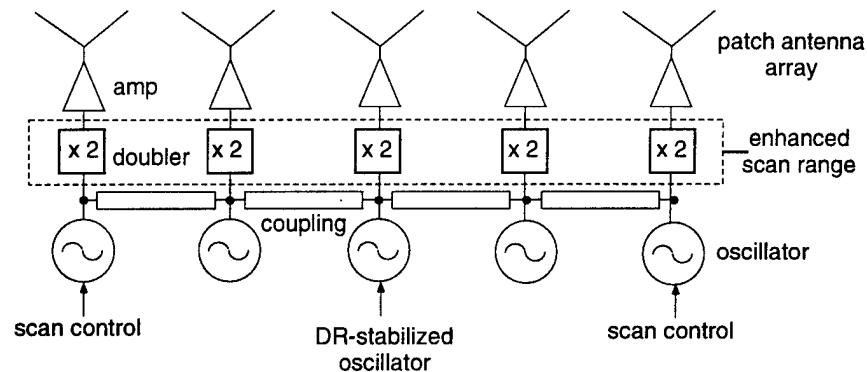 patch antenna
array
amp
x 2
doubler
x 2
x 2
x 2
x 2
enhanced
scan range
coupling
oscillator
scan control
DR-stabilized
oscillator
scan control